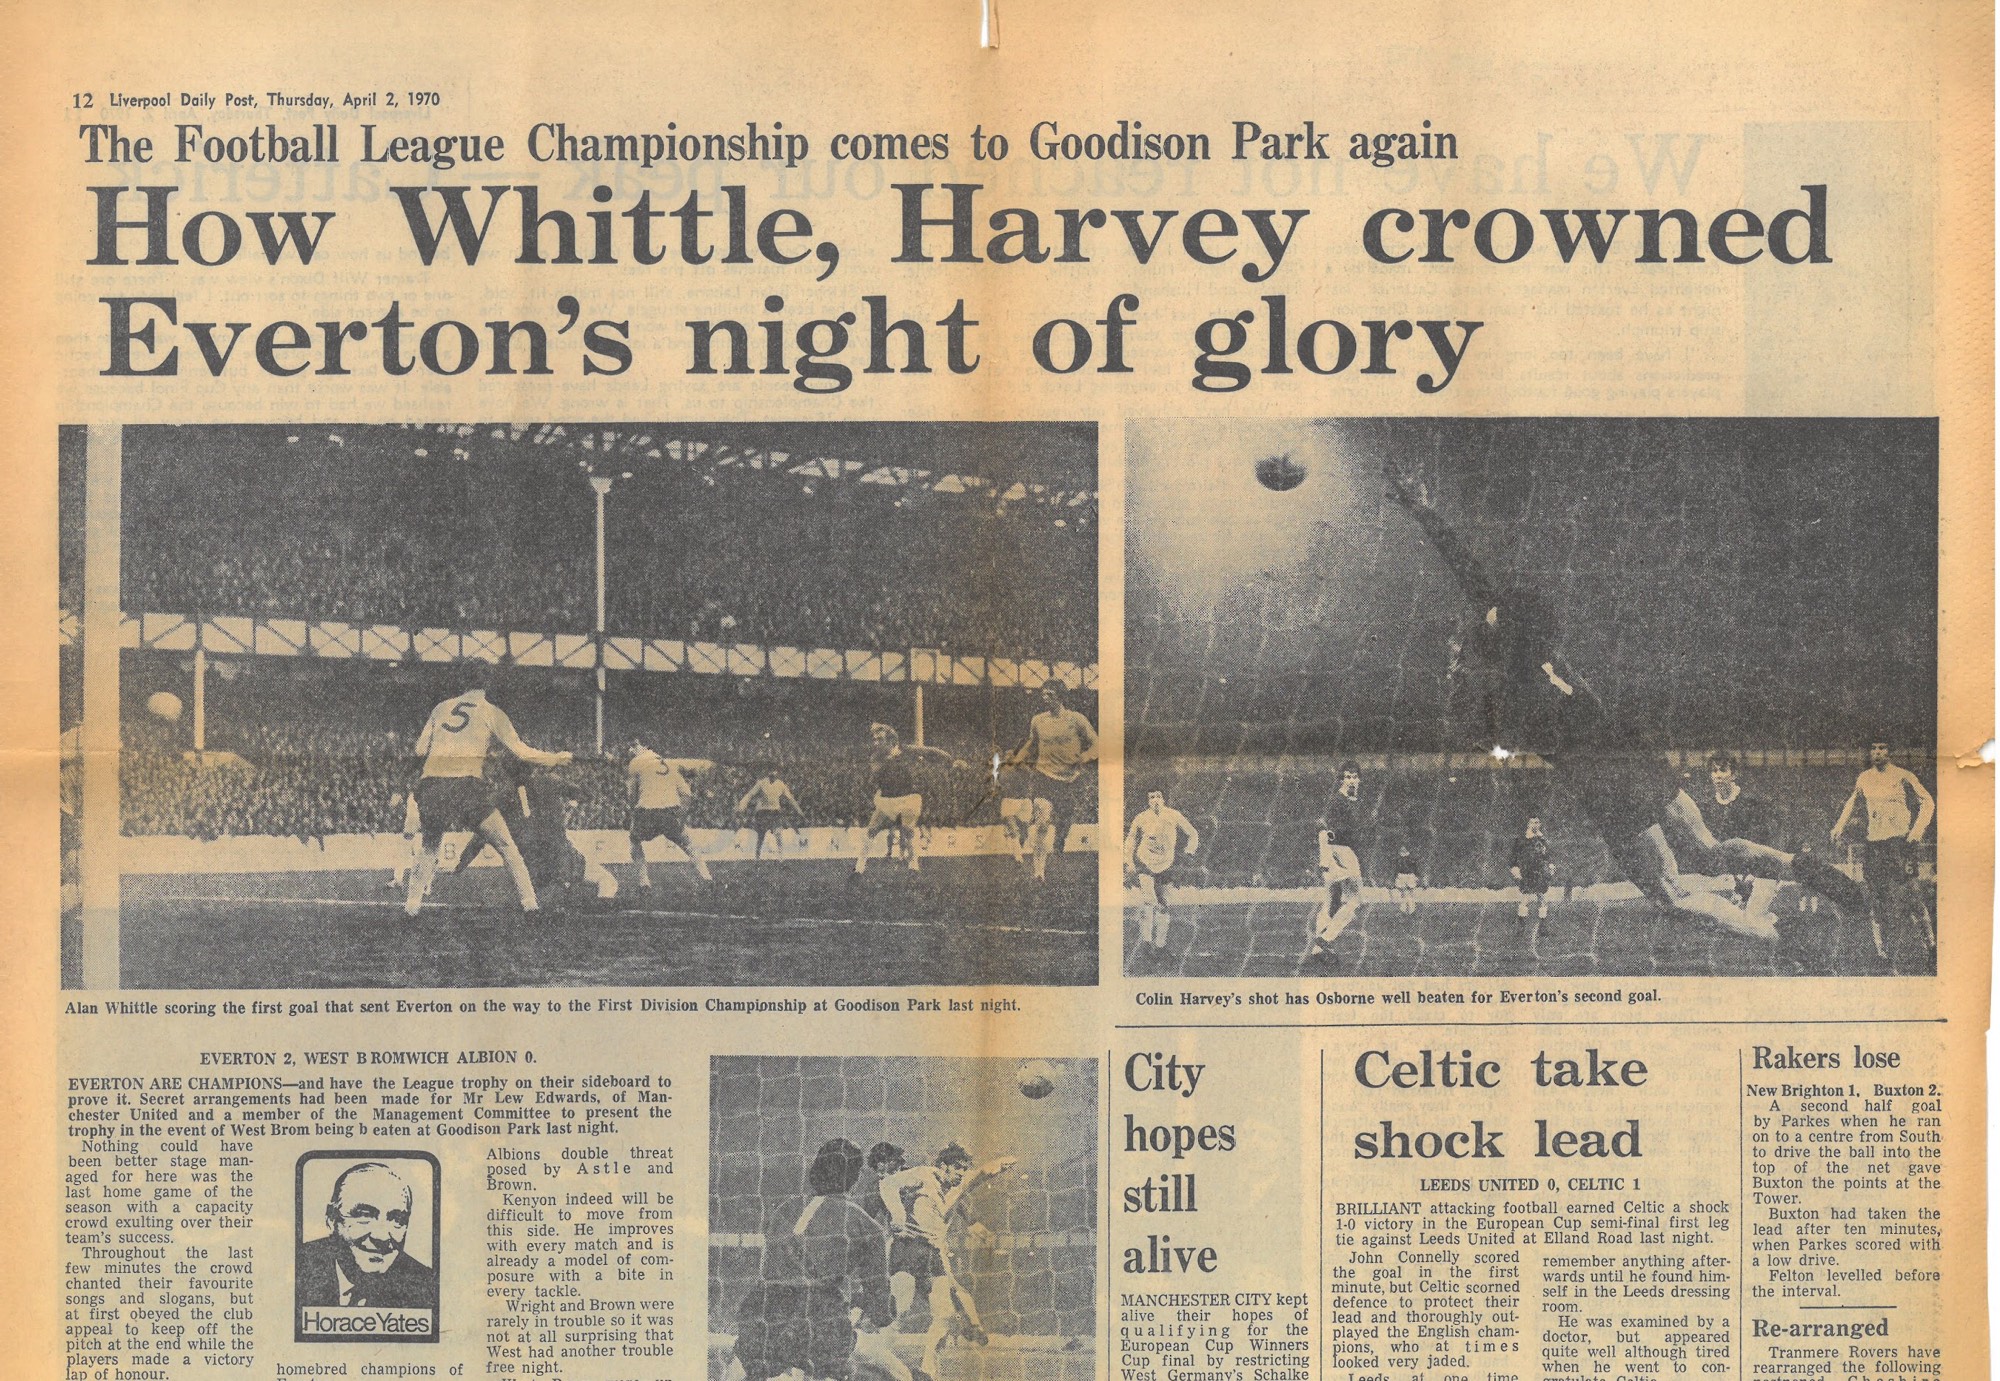 12 Liverpool Daily Post, Thursday, April 2, 1970
The Football League Championship comes to Goodison Park again
How Whittle, Harvey crowned
Everton's night of glory
5
3
6
Alan Whittle scoring the first goal that sent Everton on the way to the First Division Championship at Goodison Park last night.
Colin Harvey's shot has Osborne well beaten for Everton's second goal.
EVERTON 2, WEST BROMWICH ALBION 0.
EVERTON ARE CHAMPIONS—and have the League trophy on their sideboard to
prove it. Secret arrangements had been made for Mr Lew Edwards, of Man-
chester United and a member of the Management Committee to present the
trophy in the event of West Brom being beaten at Goodison Park last night.
Nothing could have
been better stage man-
aged for here was the
last home game of the
season with a capacity
crowd exulting over their
team's success.
Throughout the last
few minutes the crowd
chanted their favourite
songs and slogans, but
at first obeyed the club
appeal to keep off the
pitch at the end while the
players made a victory
lap of honour.
Horace Yates
homebred champions of
Albions double threat
posed by Astle and
Brown.
Kenyon indeed will be
difficult to move from
this side. He improves
with every match and is
already a model of com-
posure with a bite in
every tackle.
Wright and Brown were
rarely in trouble so it was
not at all surprising that
West had another trouble
free night.
City
hopes
still
alive
MANCHESTER CITY kept
alive their hopes of
qualifying for the
European Cup Winners
Cup final by restricting
West Germany's Schalke
Celtic take
shock lead
LEEDS UNITED 0, CELTIC 1
BRILLIANT attacking football earned Celtic a shock
1-0 victory in the European Cup semi-final first leg
tie against Leeds United at Elland Road last night.
John Connelly scored
the goal in the first
minute, but Celtic scorned
defence to protect their
lead and thoroughly out-
played the English cham-
pions, who at times
looked very jaded.
Leeds at one time
remember anything after-
wards until he found him-
self in the Leeds dressing
room.
He was examined by a
doctor, but appeared
quite well although tired
when he went to con-
gratulate Celtic.
Rakers lose
New Brighton 1, Buxton 2.
A second half goal
by Parkes when he ran
on to a centre from South
to drive the ball into the
top of the net gave
Buxton the points at the
Tower.
Buxton had taken the
lead after ten minutes,
when Parkes scored with
a low drive.
Felton levelled before
the interval.
Re-arranged
Tranmere Rovers have
rearranged the following
postponed Cheshire